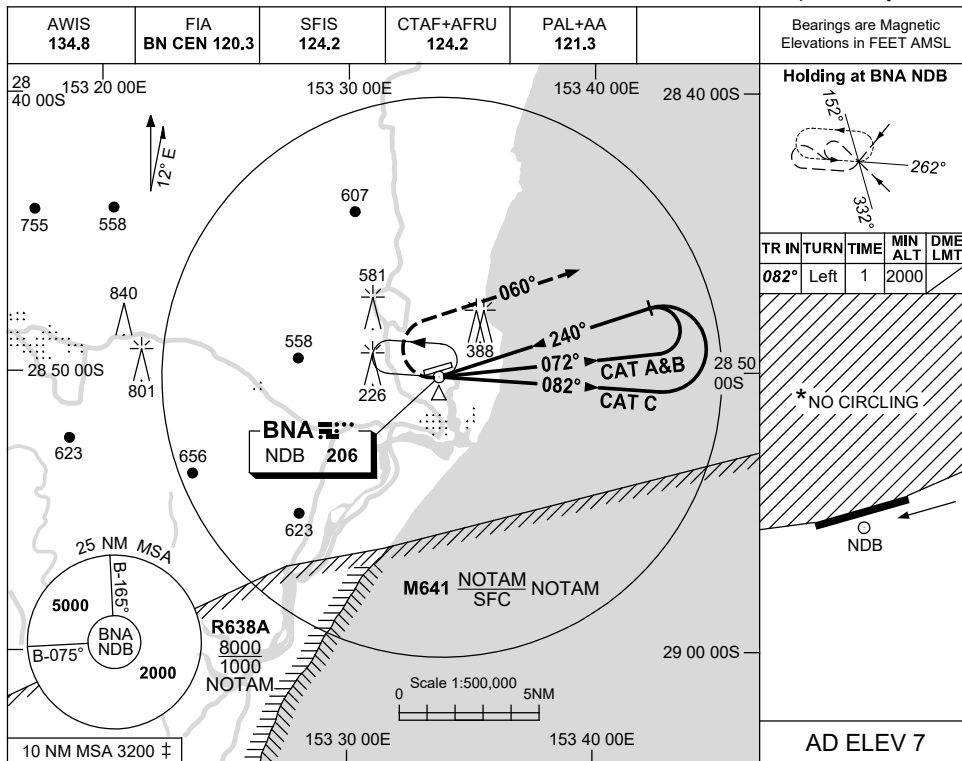 AWIS
134.8
FIA
BN CEN 120.3
SFIS
124.2
CTAF+AFRU
124.2
PAL+AA
121.3
Bearings are Magnetic
Elevations in FEET AMSL
28
40 00S
153 20 00E
153 30 00E
153 40 00E
28 40 00S
12° E
755
558
607
581
840
801
558
226
388
060°
240°
072°
CAT A&B
082°
CAT C
28 50 00S
28 50
00S
BNA
NDB 206
623
656
623
25 NM MSA
5000
B-165°
BNA
NDB
B-075°
2000
R638A
8000
1000
NOTAM
M641 NOTAM
SFC
NOTAM
29 00 00S
Scale 1:500,000
0 5NM
10 NM MSA 3200 ‡
153 30 00E
153 40 00E
Holding at BNA NDB
152°
262°
332°
TR IN TURN TIME MIN ALT DME LMT
082° Left 1 2000
*NO CIRCLING
NDB
AD ELEV 7